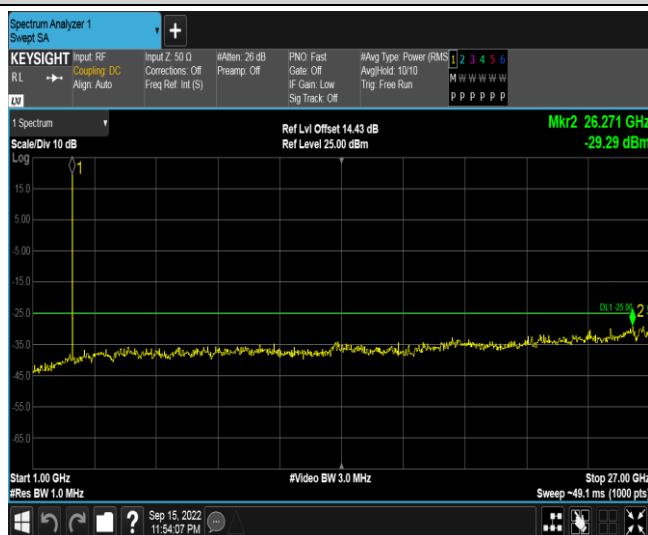 Spectrum Analyzer 1
Swept SA
KEYSIGHT
RL
LXI
Input: RF
Coupling: DC
Align: Auto
Input Z: 50 Ω
Corrections: Off
Freq Ref: Int (S)
#Atten: 26 dB
Preamp: Off
PNO: Fast
Gate: Off
IF Gain: Low
Sig Track: Off
#Avg Type: Power (RMS
Avg|Hold: 10/10
Trig: Free Run
1 2 3 4 5 6
M W W W W W
P P P P P P
1 Spectrum
Scale/Div 10 dB
Ref Lvl Offset 14.43 dB
Ref Level 25.00 dBm
Mkr2 26.271 GHz
-29.29 dBm
Log
1
15.0
5.00
-5.00
-15.0
-25.0
DL1 -25.00
2
-35.0
-45.0
-55.0
-65.0
Start 1.00 GHz
#Res BW 1.0 MHz
#Video BW 3.0 MHz
Stop 27.00 GHz
Sweep ~49.1 ms (1000 pts)
?
Sep 15, 2022
11:54:07 PM